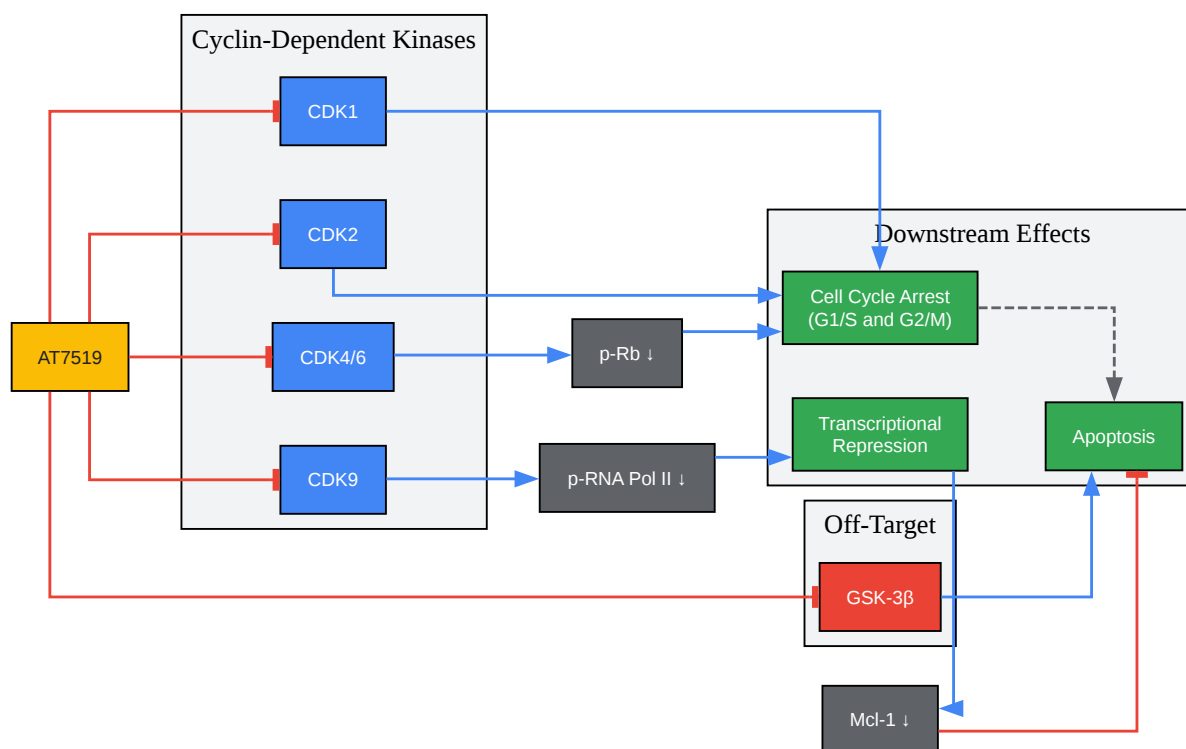 Cyclin-Dependent Kinases
CDK1
CDK2
Downstream Effects
Cell Cycle Arrest
(G1/S and G2/M)
AT7519
CDK4/6
p-Rb ↓
Transcriptional
Repression
Apoptosis
CDK9
p-RNA Pol II ↓
Off-Target
GSK-3β
Mcl-1 ↓